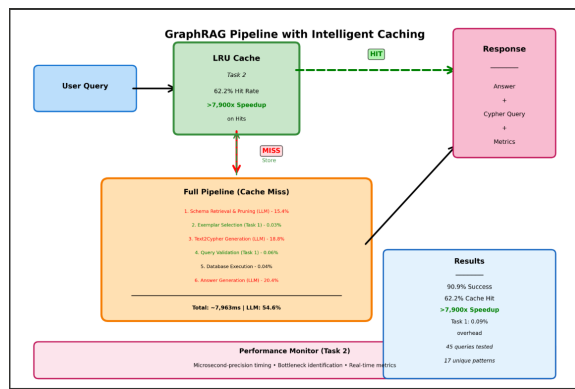 GraphRAG Pipeline with Intelligent Caching
User Query
LRU Cache
Task 2
62.2% Hit Rate
>7,900x Speedup
on Hits
HIT
Response
Answer
+
Cypher Query
+
Metrics
MISS
Store
Full Pipeline (Cache Miss)
1. Schema Retrieval & Pruning (LLM) - 15.4%
2. Exemplar Selection (Task 1) - 0.03%
3. Text2Cypher Generation (LLM) - 18.8%
4. Query Validation (Task 1) - 0.06%
5. Database Execution - 0.04%
6. Answer Generation (LLM) - 20.4%
Total: ~7,963ms | LLM: 54.6%
Results
90.9% Success
62.2% Cache Hit
>7,900x Speedup
Task 1: 0.09%
overhead
45 queries tested
17 unique patterns
Performance Monitor (Task 2)
Microsecond-precision timing • Bottleneck identification • Real-time metrics